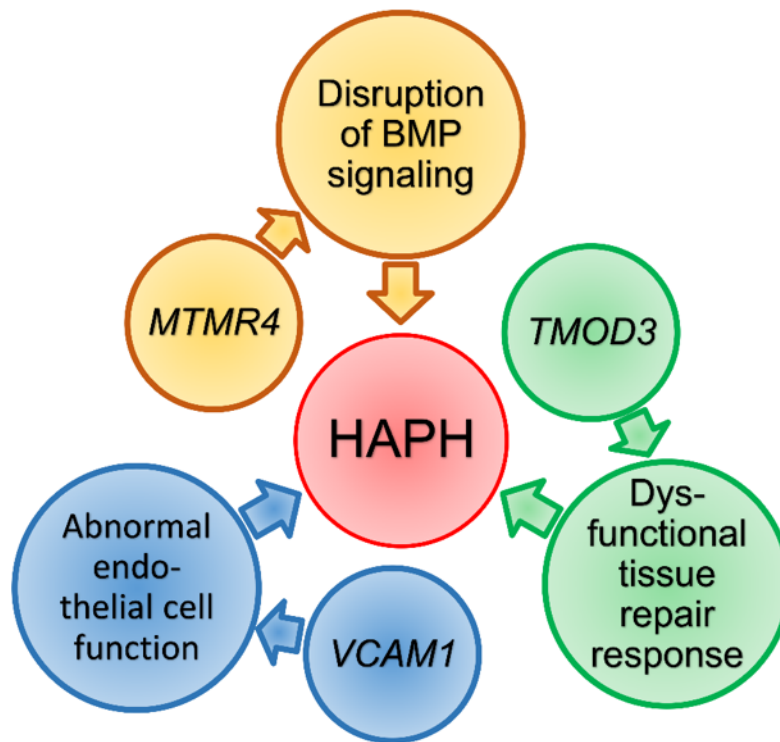 Disruption
of BMP
signaling
MTMR4
TMOD3
HAPH
Dys-
functional
tissue
repair
response
Abnormal
endo-
thelial cell
function
VCAM1